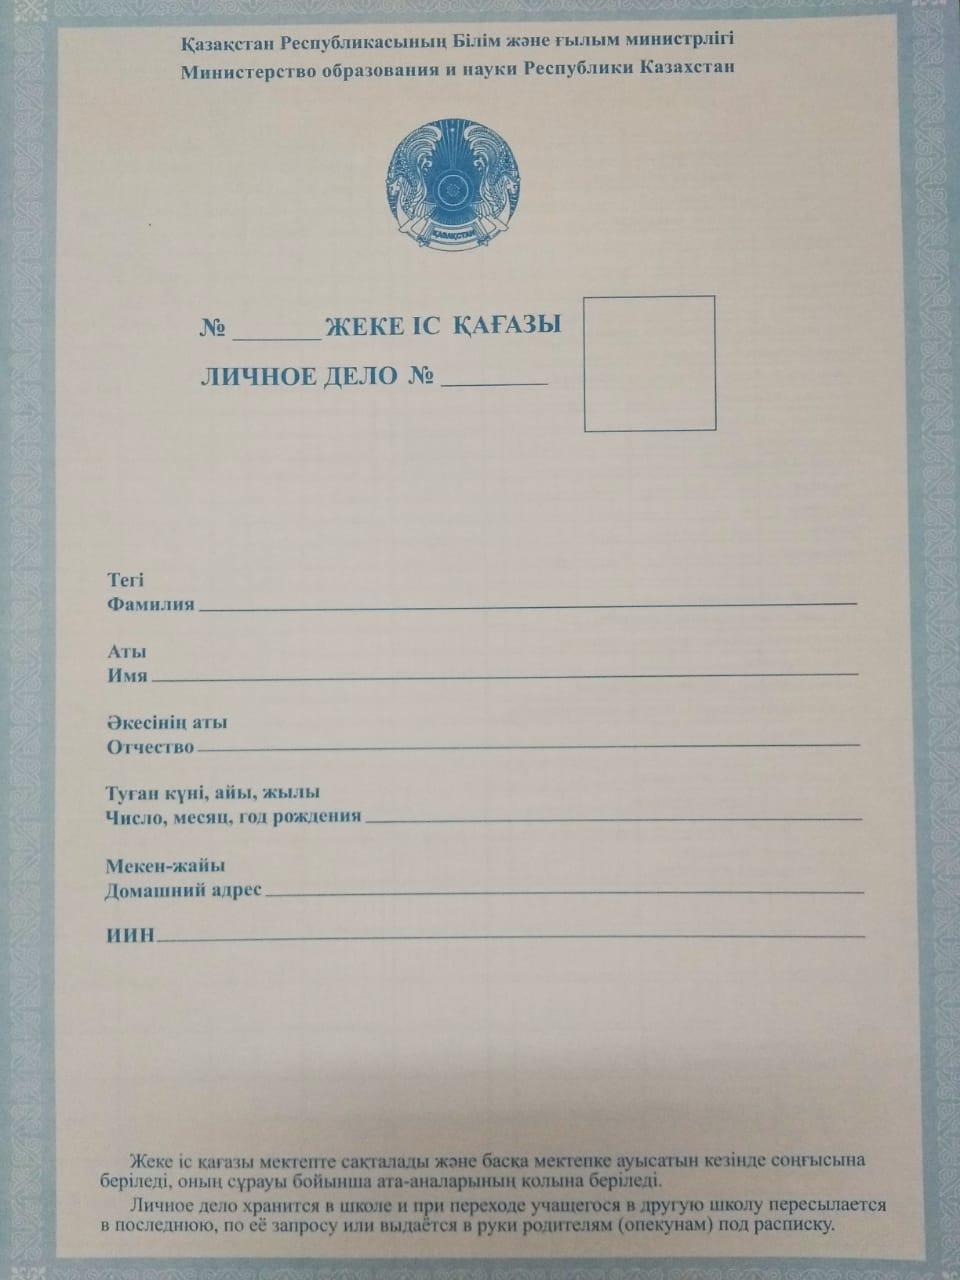 Қазақстан Республикасының Білім және ғылым министрлігі
Министерство образования и науки Республики Казахстан
ҚАЗАҚСТАН
№ ______ ЖЕКЕ ІС ҚАҒАЗЫ
ЛИЧНОЕ ДЕЛО № ________
Тегі
Фамилия
Аты
Имя
Әкесінің аты
Отчество
Туған күні, айы, жылы
Число, месяц, год рождения
Мекен-жайы
Домашний адрес
ИИН
Жеке іс қағазы мектепте сақталады және басқа мектепке ауысатын кезінде соңғысына
беріледі, оның сұрауы бойынша ата-аналарының қолына беріледі.
Личное дело хранится в школе и при переходе учащегося в другую школу пересылается
в последнюю, по её запросу или выдаётся в руки родителям (опекунам) под расписку.